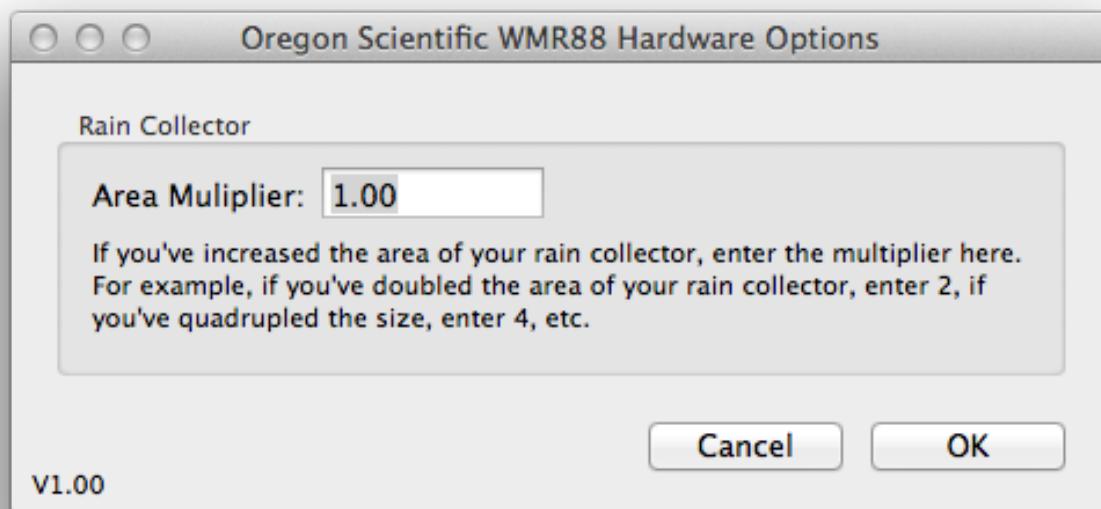 Oregon Scientific WMR88 Hardware Options
Rain Collector
Area Muliplier: 1.00
If you've increased the area of your rain collector, enter the multiplier here.
For example, if you've doubled the area of your rain collector, enter 2, if
you've quadrupled the size, enter 4, etc.
Cancel OK
V1.00